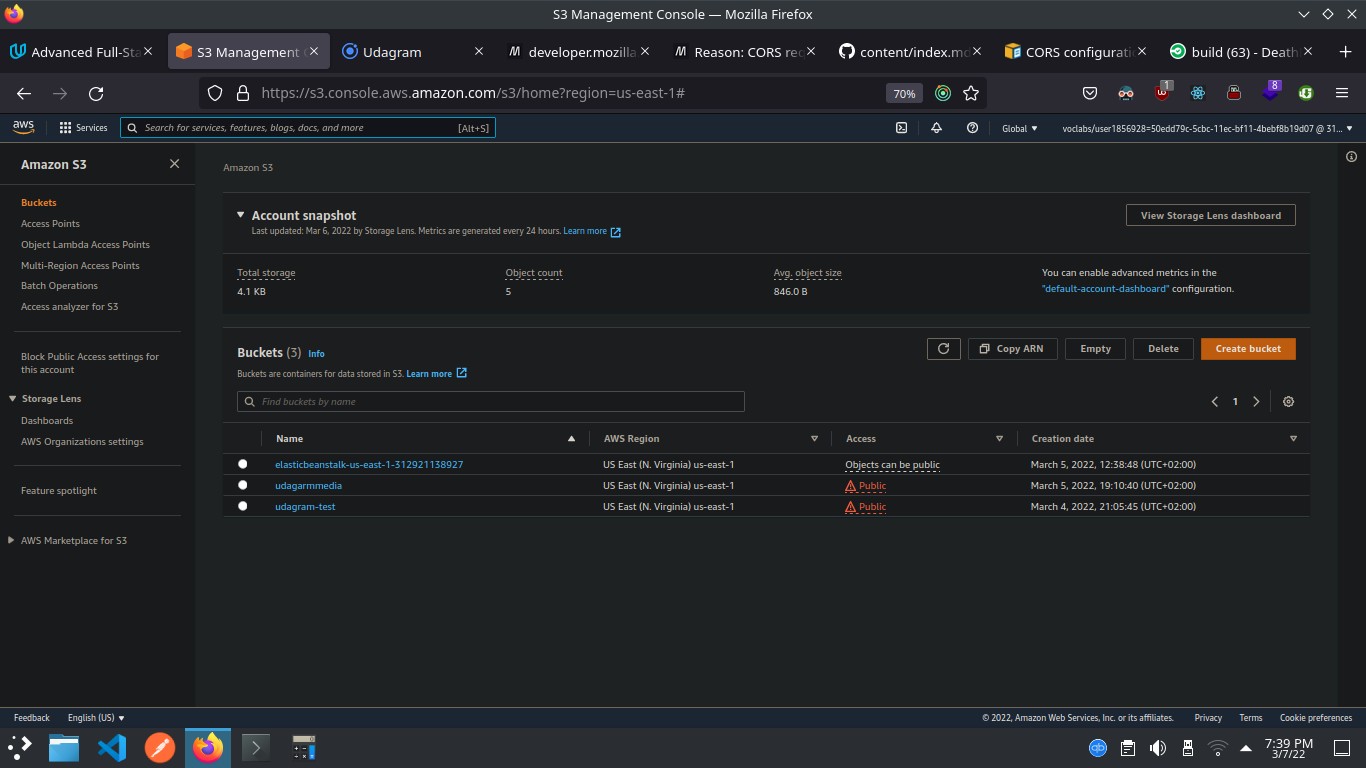 S3 Management Console — Mozilla Firefox
Advanced Full-Sta
S3 Management C
Udagram
developer.mozilla
Reason: CORS req
content/index.md
CORS configurati
build (63) - Death
https://s3.console.aws.amazon.com/s3/home?region=us-east-1#
70%
1
8
aws
Services
Search for services, features, blogs, docs, and more
[Alt+S]
Global
voclabs/user1856928=50edd79c-5cbc-11ec-bf11-4bebf8b19d07 @ 31...
Amazon S3
Buckets
Access Points
Object Lambda Access Points
Multi-Region Access Points
Batch Operations
Access analyzer for S3
Block Public Access settings for
this account
Storage Lens
Dashboards
AWS Organizations settings
Feature spotlight
AWS Marketplace for S3
Amazon S3
Account snapshot
Last updated: Mar 6, 2022 by Storage Lens. Metrics are generated every 24 hours. Learn more
View Storage Lens dashboard
Total storage
4.1 KB
Object count
5
Avg. object size
846.0 B
You can enable advanced metrics in the
"default-account-dashboard" configuration.
Buckets (3) Info
Buckets are containers for data stored in S3. Learn more
Copy ARN
Empty
Delete
Create bucket
Find buckets by name
1
Name AWS Region Access Creation date
elasticbeanstalk-us-east-1-312921138927 US East (N. Virginia) us-east-1 Objects can be public March 5, 2022, 12:38:48 (UTC+02:00)
udagarmmedia US East (N. Virginia) us-east-1 Public March 5, 2022, 19:10:40 (UTC+02:00)
udagram-test US East (N. Virginia) us-east-1 Public March 4, 2022, 21:05:45 (UTC+02:00)
Feedback
English (US)
© 2022, Amazon Web Services, Inc. or its affiliates.
Privacy
Terms
Cookie preferences
qb
7:39 PM
3/7/22